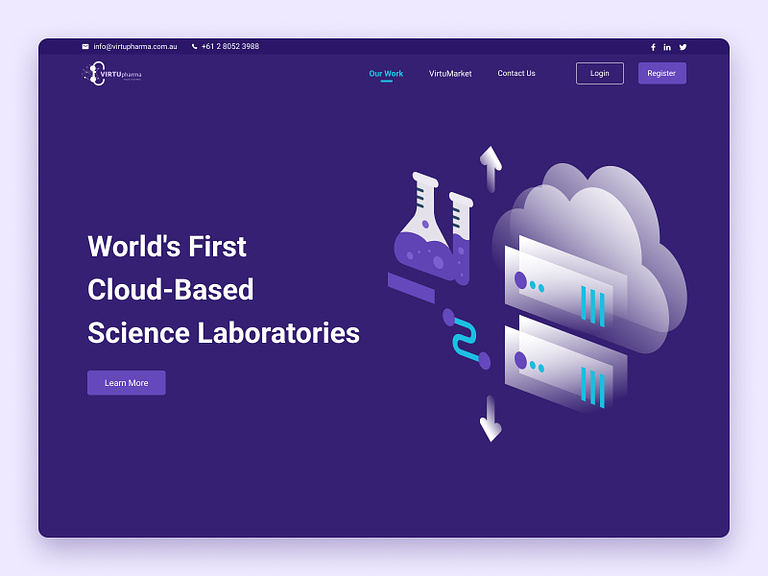 info@virtupharma.com.au +61 2 8052 3988
VIRTUpharma
Our Work VirtuMarket Contact Us Login Register
World's First
Cloud-Based
Science Laboratories
Learn More